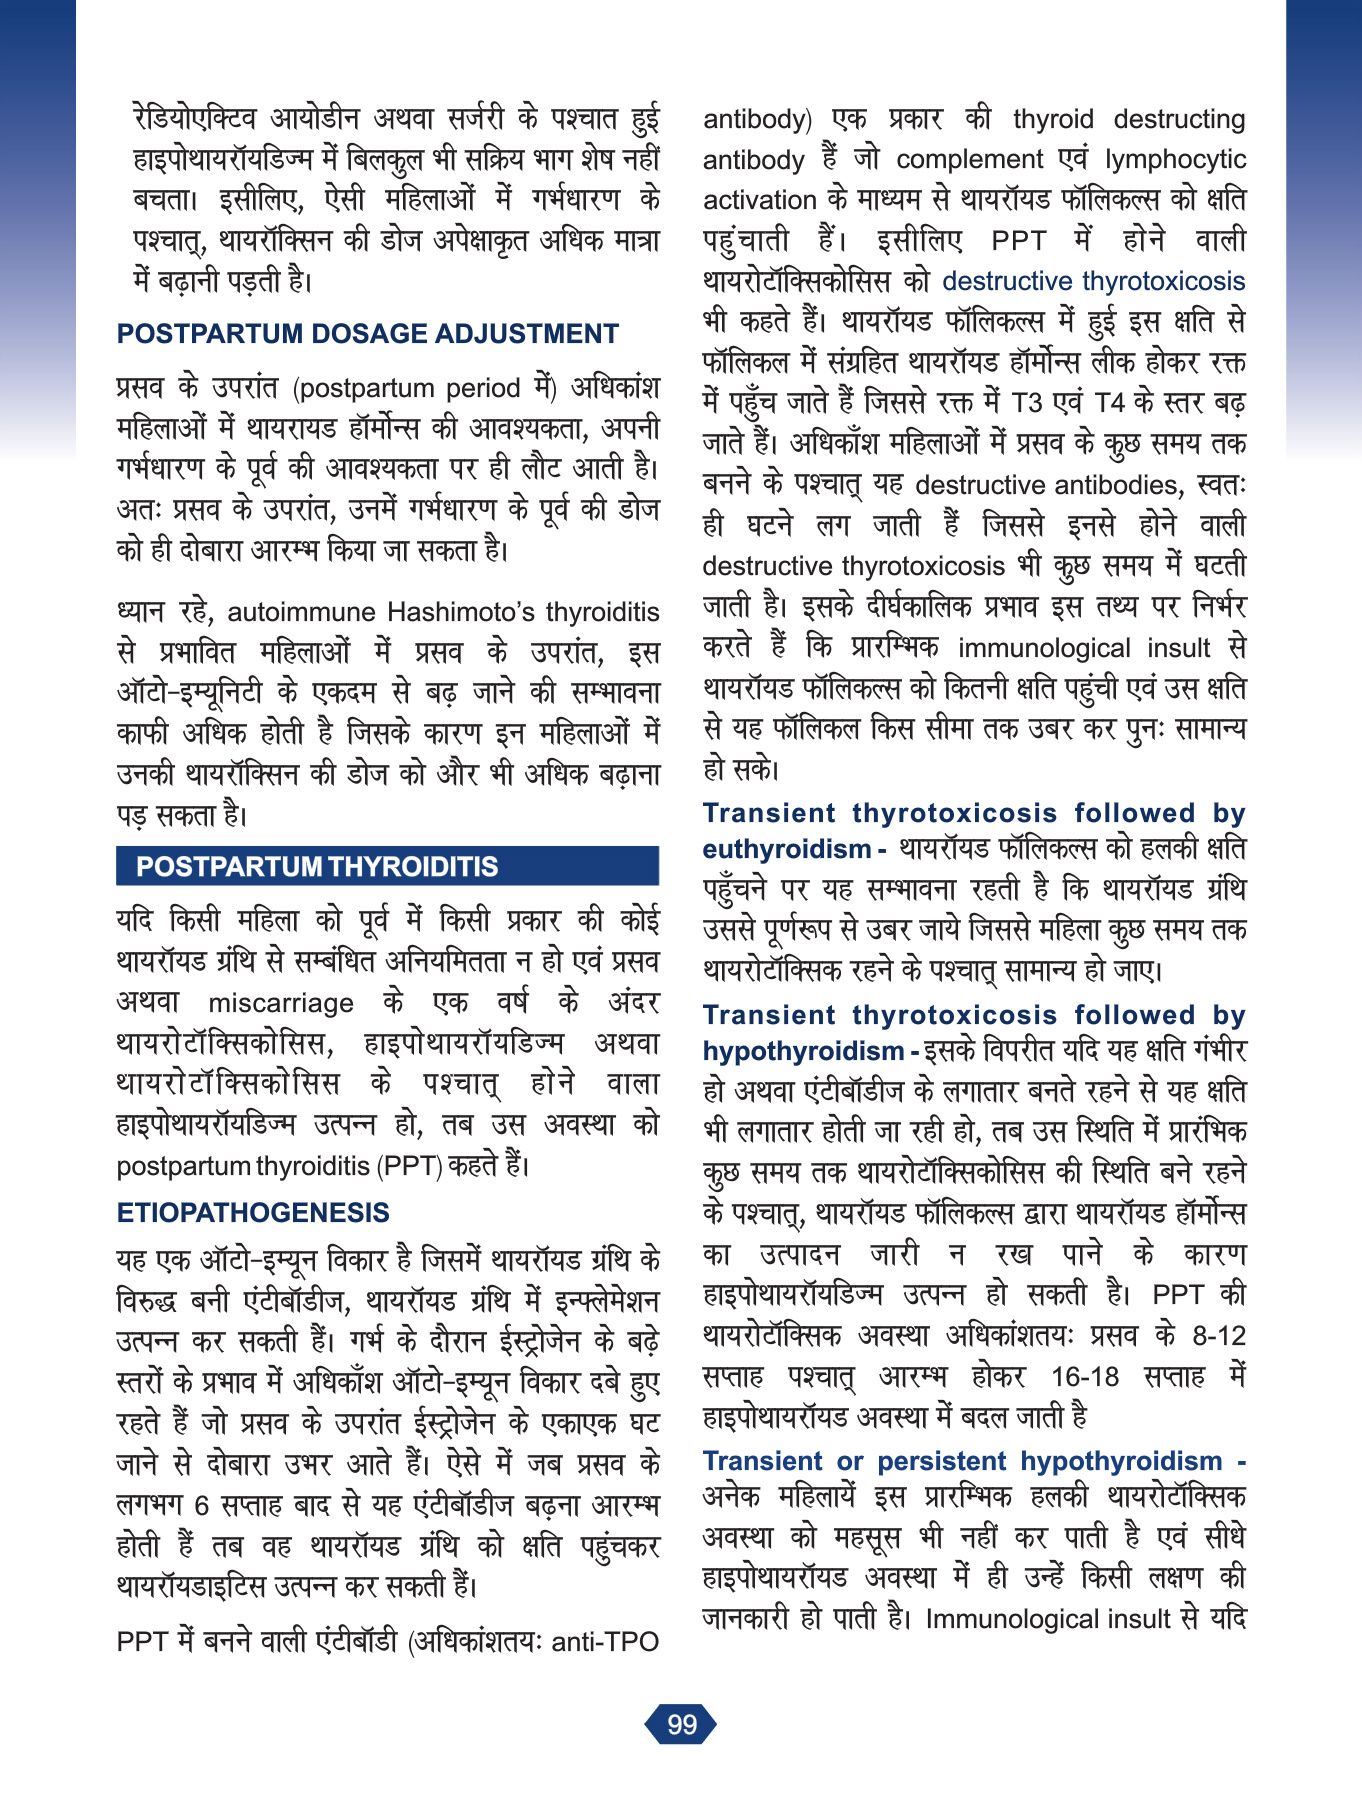 रेडियोएक्टिव आयोडीन अथवा सर्जरी के पश्चात हुई
हाइपोथायरॉयडिज्म में बिलकुल भी सक्रिय भाग शेष नहीं
बचता। इसीलिए, ऐसी महिलाओं में गर्भधारण के
पश्चात्, थायरॉक्सिन की डोज अपेक्षाकृत अधिक मात्रा
में बढ़ानी पड़ती है।
POSTPARTUM DOSAGE ADJUSTMENT
प्रसव के उपरांत (postpartum period में) अधिकांश
महिलाओं में थायरायड हॉर्मोन्स की आवश्यकता, अपनी
गर्भधारण के पूर्व की आवश्यकता पर ही लौट आती है।
अतः प्रसव के उपरांत, उनमें गर्भधारण के पूर्व की डोज
को ही दोबारा आरम्भ किया जा सकता है।
ध्यान रहे, autoimmune Hashimoto’s thyroiditis
से प्रभावित महिलाओं में प्रसव के उपरांत, इस
ऑटो-इम्यूनिटी के एकदम से बढ़ जाने की सम्भावना
काफी अधिक होती है जिसके कारण इन महिलाओं में
उनकी थायरॉक्सिन की डोज को और भी अधिक बढ़ाना
पड़ सकता है।
POSTPARTUM THYROIDITIS
यदि किसी महिला को पूर्व में किसी प्रकार की कोई
थायरॉयड ग्रंथि से सम्बंधित अनियमितता न हो एवं प्रसव
अथवा miscarriage के एक वर्ष के अंदर
थायरोटॉक्सिकोसिस, हाइपोथायरॉयडिज्म अथवा
थायरोटॉक्सिकोसिस के पश्चात् होने वाला
हाइपोथायरॉयडिज्म उत्पन्न हो, तब उस अवस्था को
postpartum thyroiditis (PPT) कहते हैं।
ETIOPATHOGENESIS
यह एक ऑटो-इम्यून विकार है जिसमें थायरॉयड ग्रंथि के
विरुद्ध बनी एंटीबॉडीज, थायरॉयड ग्रंथि में इन्फ्लेमेशन
उत्पन्न कर सकती हैं। गर्भ के दौरान ईस्ट्रोजेन के बढ़े
स्तरों के प्रभाव में अधिकाँश ऑटो-इम्यून विकार दबे हुए
रहते हैं जो प्रसव के उपरांत ईस्ट्रोजेन के एकाएक घट
जाने से दोबारा उभर आते हैं। ऐसे में जब प्रसव के
लगभग 6 सप्ताह बाद से यह एंटीबॉडीज बढ़ना आरम्भ
होती हैं तब वह थायरॉयड ग्रंथि को क्षति पहुंचकर
थायरॉयडाइटिस उत्पन्न कर सकती हैं।
PPT में बनने वाली एंटीबॉडी (अधिकांशतयः anti-TPO
antibody) एक प्रकार की thyroid destructing
antibody हैं जो complement एवं lymphocytic
activation के माध्यम से थायरॉयड फॉलिकल्स को क्षति
पहुंचाती हैं। इसीलिए PPT में होने वाली
थायरोटॉक्सिकोसिस को destructive thyrotoxicosis
भी कहते हैं। थायरॉयड फॉलिकल्स में हुई इस क्षति से
फॉलिकल में संग्रहित थायरॉयड हॉर्मोन्स लीक होकर रक्त
में पहुँच जाते हैं जिससे रक्त में T3 एवं T4 के स्तर बढ़
जाते हैं। अधिकाँश महिलाओं में प्रसव के कुछ समय तक
बनने के पश्चात् यह destructive antibodies, स्वतः
ही घटने लग जाती हैं जिससे इनसे होने वाली
destructive thyrotoxicosis भी कुछ समय में घटती
जाती है। इसके दीर्घकालिक प्रभाव इस तथ्य पर निर्भर
करते हैं कि प्रारम्भिक immunological insult से
थायरॉयड फॉलिकल्स को कितनी क्षति पहुंची एवं उस क्षति
से यह फॉलिकल किस सीमा तक उबर कर पुनः सामान्य
हो सके।
Transient thyrotoxicosis followed by
euthyroidism - थायरॉयड फॉलिकल्स को हलकी क्षति
पहुँचने पर यह सम्भावना रहती है कि थायरॉयड ग्रंथि
उससे पूर्णरूप से उबर जाये जिससे महिला कुछ समय तक
थायरोटॉक्सिक रहने के पश्चात् सामान्य हो जाए।
Transient thyrotoxicosis followed by
hypothyroidism - इसके विपरीत यदि यह क्षति गंभीर
हो अथवा एंटीबॉडीज के लगातार बनते रहने से यह क्षति
भी लगातार होती जा रही हो, तब उस स्थिति में प्रारंभिक
कुछ समय तक थायरोटॉक्सिकोसिस की स्थिति बने रहने
के पश्चात्, थायरॉयड फॉलिकल्स द्वारा थायरॉयड हॉर्मोन्स
का उत्पादन जारी न रख पाने के कारण
हाइपोथायरॉयडिज्म उत्पन्न हो सकती है। PPT की
थायरोटॉक्सिक अवस्था अधिकांशतयः प्रसव के 8-12
सप्ताह पश्चात् आरम्भ होकर 16-18 सप्ताह में
हाइपोथायरॉयड अवस्था में बदल जाती है
Transient or persistent hypothyroidism -
अनेक महिलायें इस प्रारम्भिक हलकी थायरोटॉक्सिक
अवस्था को महसूस भी नहीं कर पाती है एवं सीधे
हाइपोथायरॉयड अवस्था में ही उन्हें किसी लक्षण की
जानकारी हो पाती है। Immunological insult से यदि
99